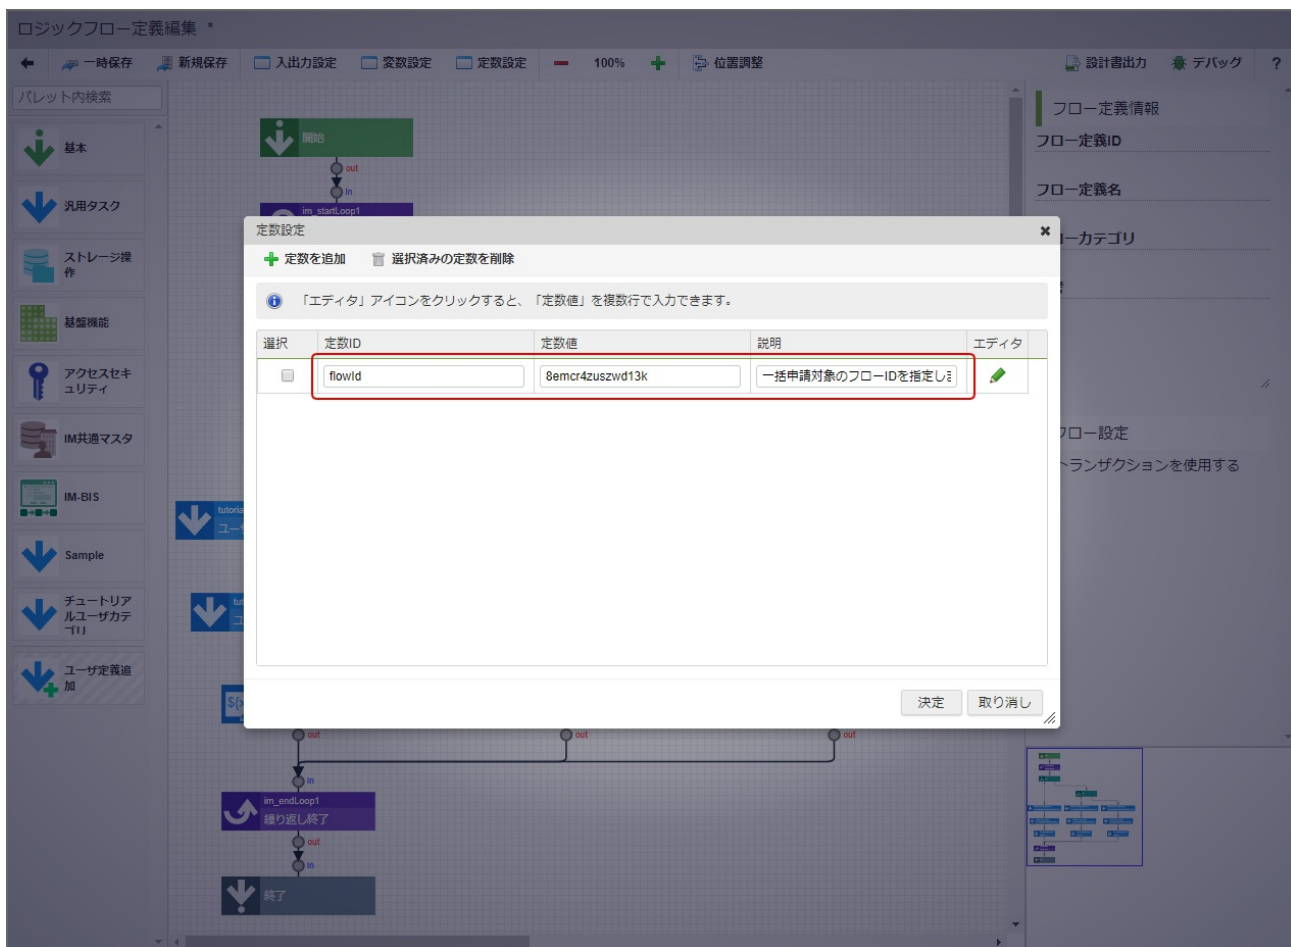 ロジックフロー定義編集 *
一時保存 新規保存 入出力設定 変数設定 定数設定 100% 位置調整 設計書出力 デバッグ ?
パレット内検索
基本
汎用タスク
ストレージ操
作
基盤機能
アクセスセキ
ュリティ
IM共通マスタ
IM-BIS
Sample
チュートリア
ルユーザカテ
ゴリ
ユーザ定義追
加
開始
out
in
im_startLoop1
定数設定
定数を追加 選択済みの定数を削除
「エディタ」アイコンをクリックすると、「定数値」を複数行で入力できます。
選択 定数ID 定数値 説明 エディタ
flowId 8emcr4zuszwd13k 一括申請対象のフローIDを指定しま
決定 取り消し
out out out
in
im_endLoop1
繰り返し終了
out
in
終了
フロー定義情報
フロー定義ID
フロー定義名
ーカテゴリ
フロー設定
トランザクションを使用する